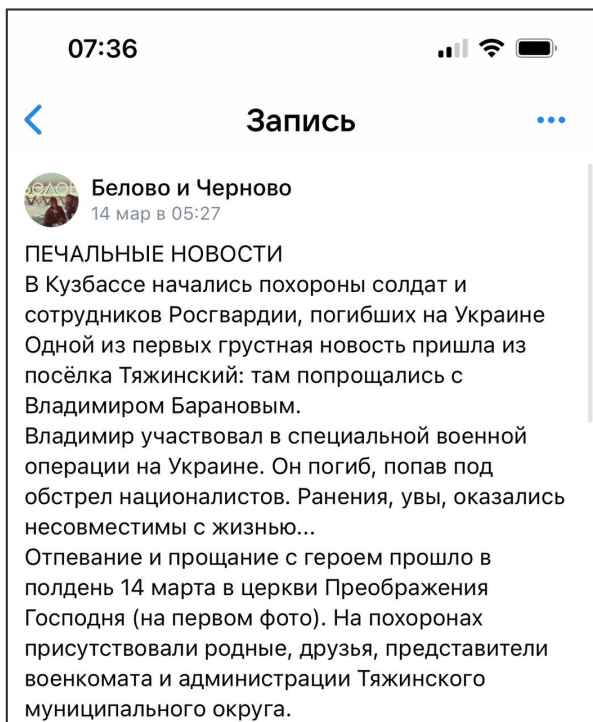 07:36
Запись
Белово и Черново
14 мар в 05:27
ПЕЧАЛЬНЫЕ НОВОСТИ
В Кузбассе начались похороны солдат и
сотрудников Росгвардии, погибших на Украине
Одной из первых грустная новость пришла из
посёлка Тяжинский: там попрощались с
Владимиром Барановым.
Владимир участвовал в специальной военной
операции на Украине. Он погиб, попав под
обстрел националистов. Ранения, увы, оказались
несовместимы с жизнью...
Отпевание и прощание с героем прошло в
полдень 14 марта в церкви Преображения
Господня (на первом фото). На похоронах
присутствовали родные, друзья, представители
военкомата и администрации Тяжинского
муниципального округа.